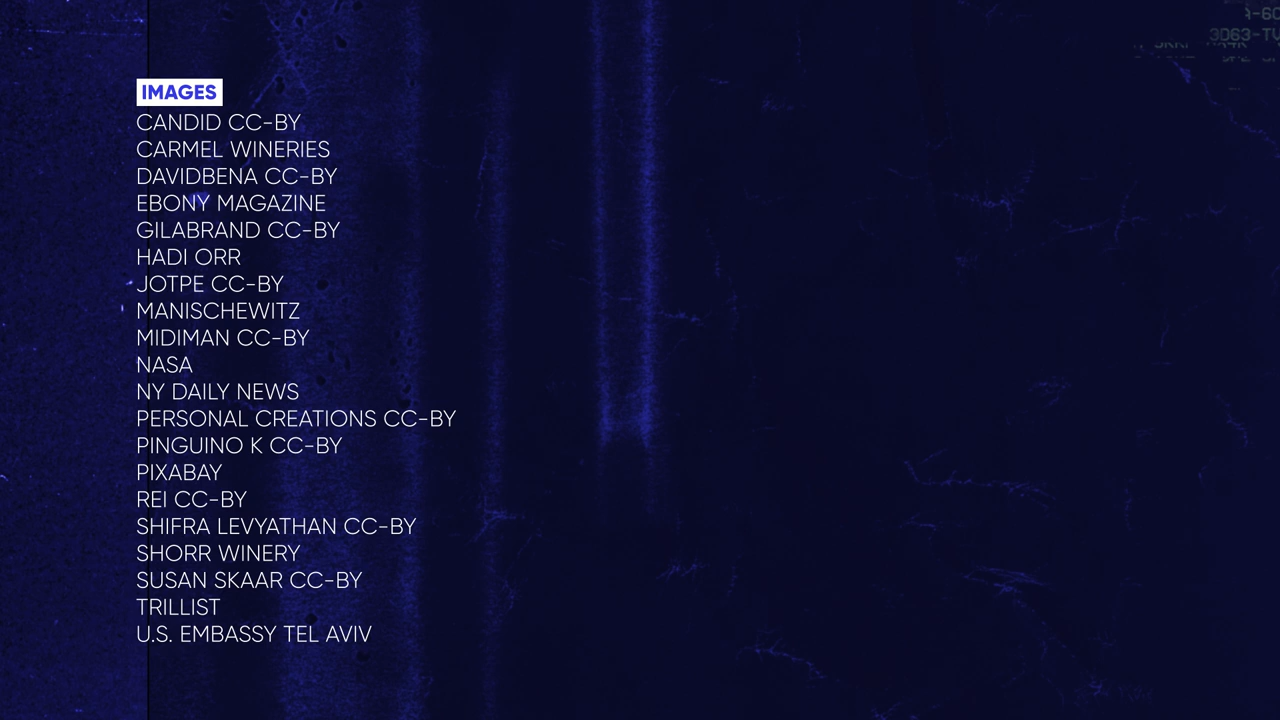 IMAGES
CANDID CC-BY
CARMEL WINERIES
DAVIDBENA CC-BY
EBONY MAGAZINE
GILABRAND CC-BY
HADI ORR
JOTPE CC-BY
MANISCHEWITZ
MIDIMAN CC-BY
NASA
NY DAILY NEWS
PERSONAL CREATIONS CC-BY
PINGUINO K CC-BY
PIXABAY
REI CC-BY
SHIFRA LEVYATHAN CC-BY
SHORR WINERY
SUSAN SKAAR CC-BY
TRILLIST
U.S. EMBASSY TEL AVIV